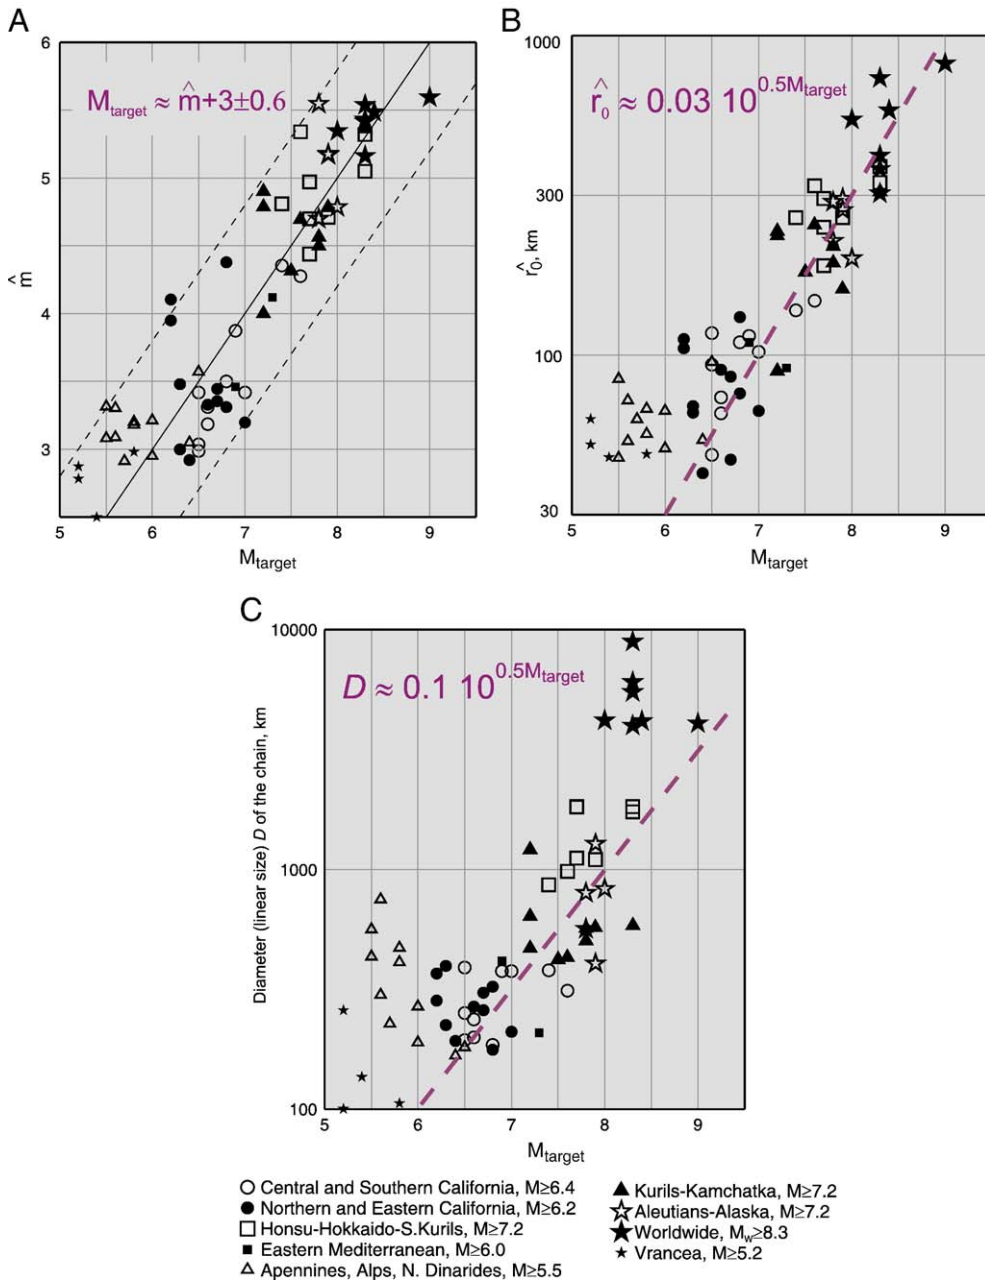 A
6
5
4
3
m̂
M_target ≈ m̂+3±0.6
5 6 7 8 9
M_target
B
1000
300
100
30
r̂₀, km
r̂₀ ≈ 0.03 10^0.5M_target
5 6 7 8 9
M_target
C
10000
1000
100
Diameter (linear size) D of the chain, km
D ≈ 0.1 10^0.5M_target
5 6 7 8 9
M_target
Central and Southern California, M≥6.4
Northern and Eastern California, M≥6.2
Honsu-Hokkaido-S.Kurils, M≥7.2
Eastern Mediterranean, M≥6.0
Apennines, Alps, N. Dinarides, M≥5.5
Kurils-Kamchatka, M≥7.2
Aleutians-Alaska, M≥7.2
Worldwide, M_w≥8.3
Vrancea, M≥5.2